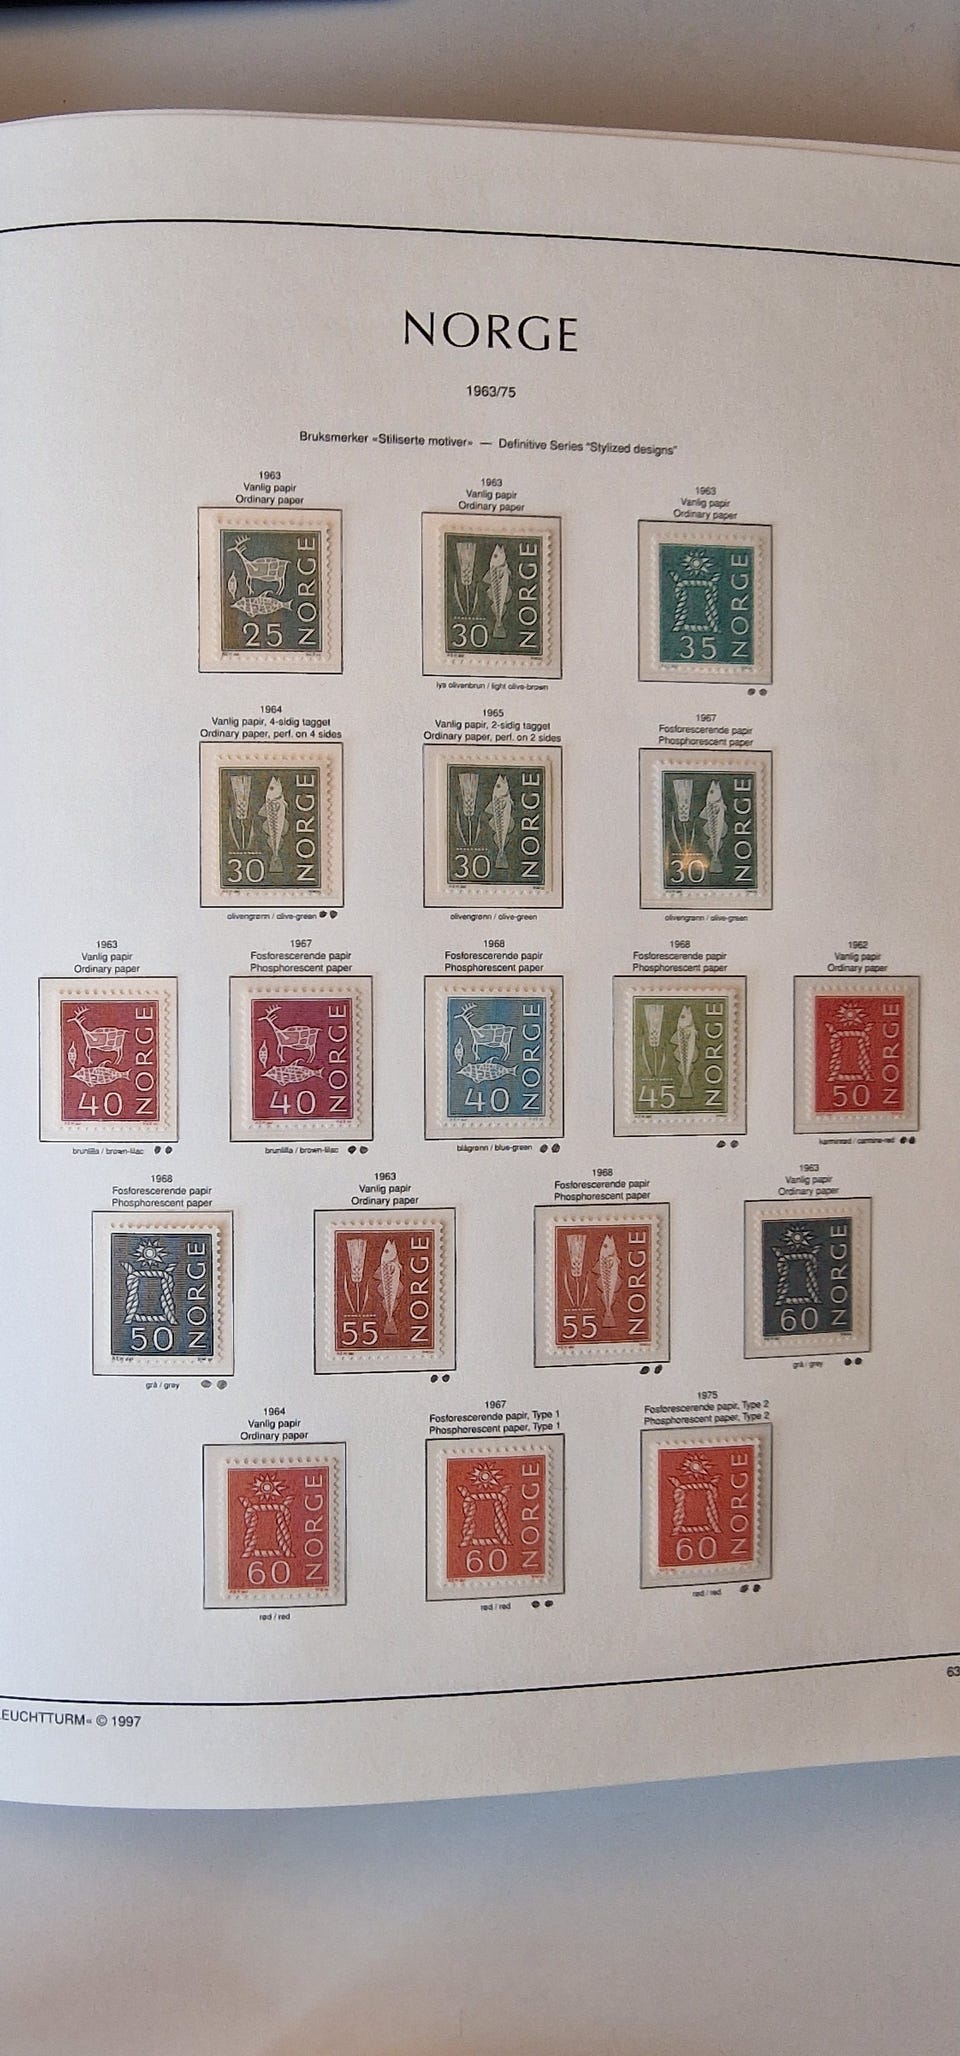 NORGE
1963/75
Bruksmerker «Stiliserte motiver» — Definitive Series "Stylized designs"
1963
Vanlig papir
Ordinary paper
NORGE
25
1963
Vanlig papir
Ordinary paper
NORGE
30
lys olivenbrun / light olive-brown
1963
Vanlig papir
Ordinary paper
NORGE
35
1964
Vanlig papir, 4-sidig tagget
Ordinary paper, perf. on 4 sides
NORGE
30
olivengrønn / olive-green
1965
Vanlig papir, 2-sidig tagget
Ordinary paper, perf. on 2 sides
NORGE
30
olivengrønn / olive-green
1967
Fosforescerende papir
Phosphorescent paper
NORGE
30
olivengrønn / olive-green
1963
Vanlig papir
Ordinary paper
NORGE
40
brunlilla / brown-lilac
1967
Fosforescerende papir
Phosphorescent paper
NORGE
40
brunlilla / brown-lilac
1968
Fosforescerende papir
Phosphorescent paper
NORGE
40
blågrønn / blue-green
1968
Fosforescerende papir
Phosphorescent paper
NORGE
45
1962
Vanlig papir
Ordinary paper
NORGE
50
karminrød / carmine-red
1968
Fosforescerende papir
Phosphorescent paper
NORGE
50
grå / grey
1963
Vanlig papir
Ordinary paper
NORGE
55
1968
Fosforescerende papir
Phosphorescent paper
NORGE
55
1963
Vanlig papir
Ordinary paper
NORGE
60
grå / grey
1964
Vanlig papir
Ordinary paper
NORGE
60
rød / red
1967
Fosforescerende papir, Type 1
Phosphorescent paper, Type 1
NORGE
60
rød / red
1975
Fosforescerende papir, Type 2
Phosphorescent paper, Type 2
NORGE
60
rød / red
63
LEUCHTTURM« © 1997